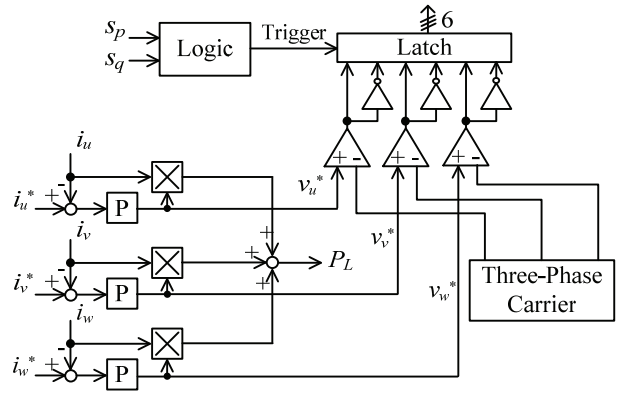 6
s_p
s_q
Logic
Trigger
Latch
+ -
+ -
+ -
i_u
-
i_u* +
P
v_u*
i_v
-
i_v* +
P
+
+
+
P_L
v_v*
i_w
-
i_w* +
P
v_w*
Three-Phase
Carrier